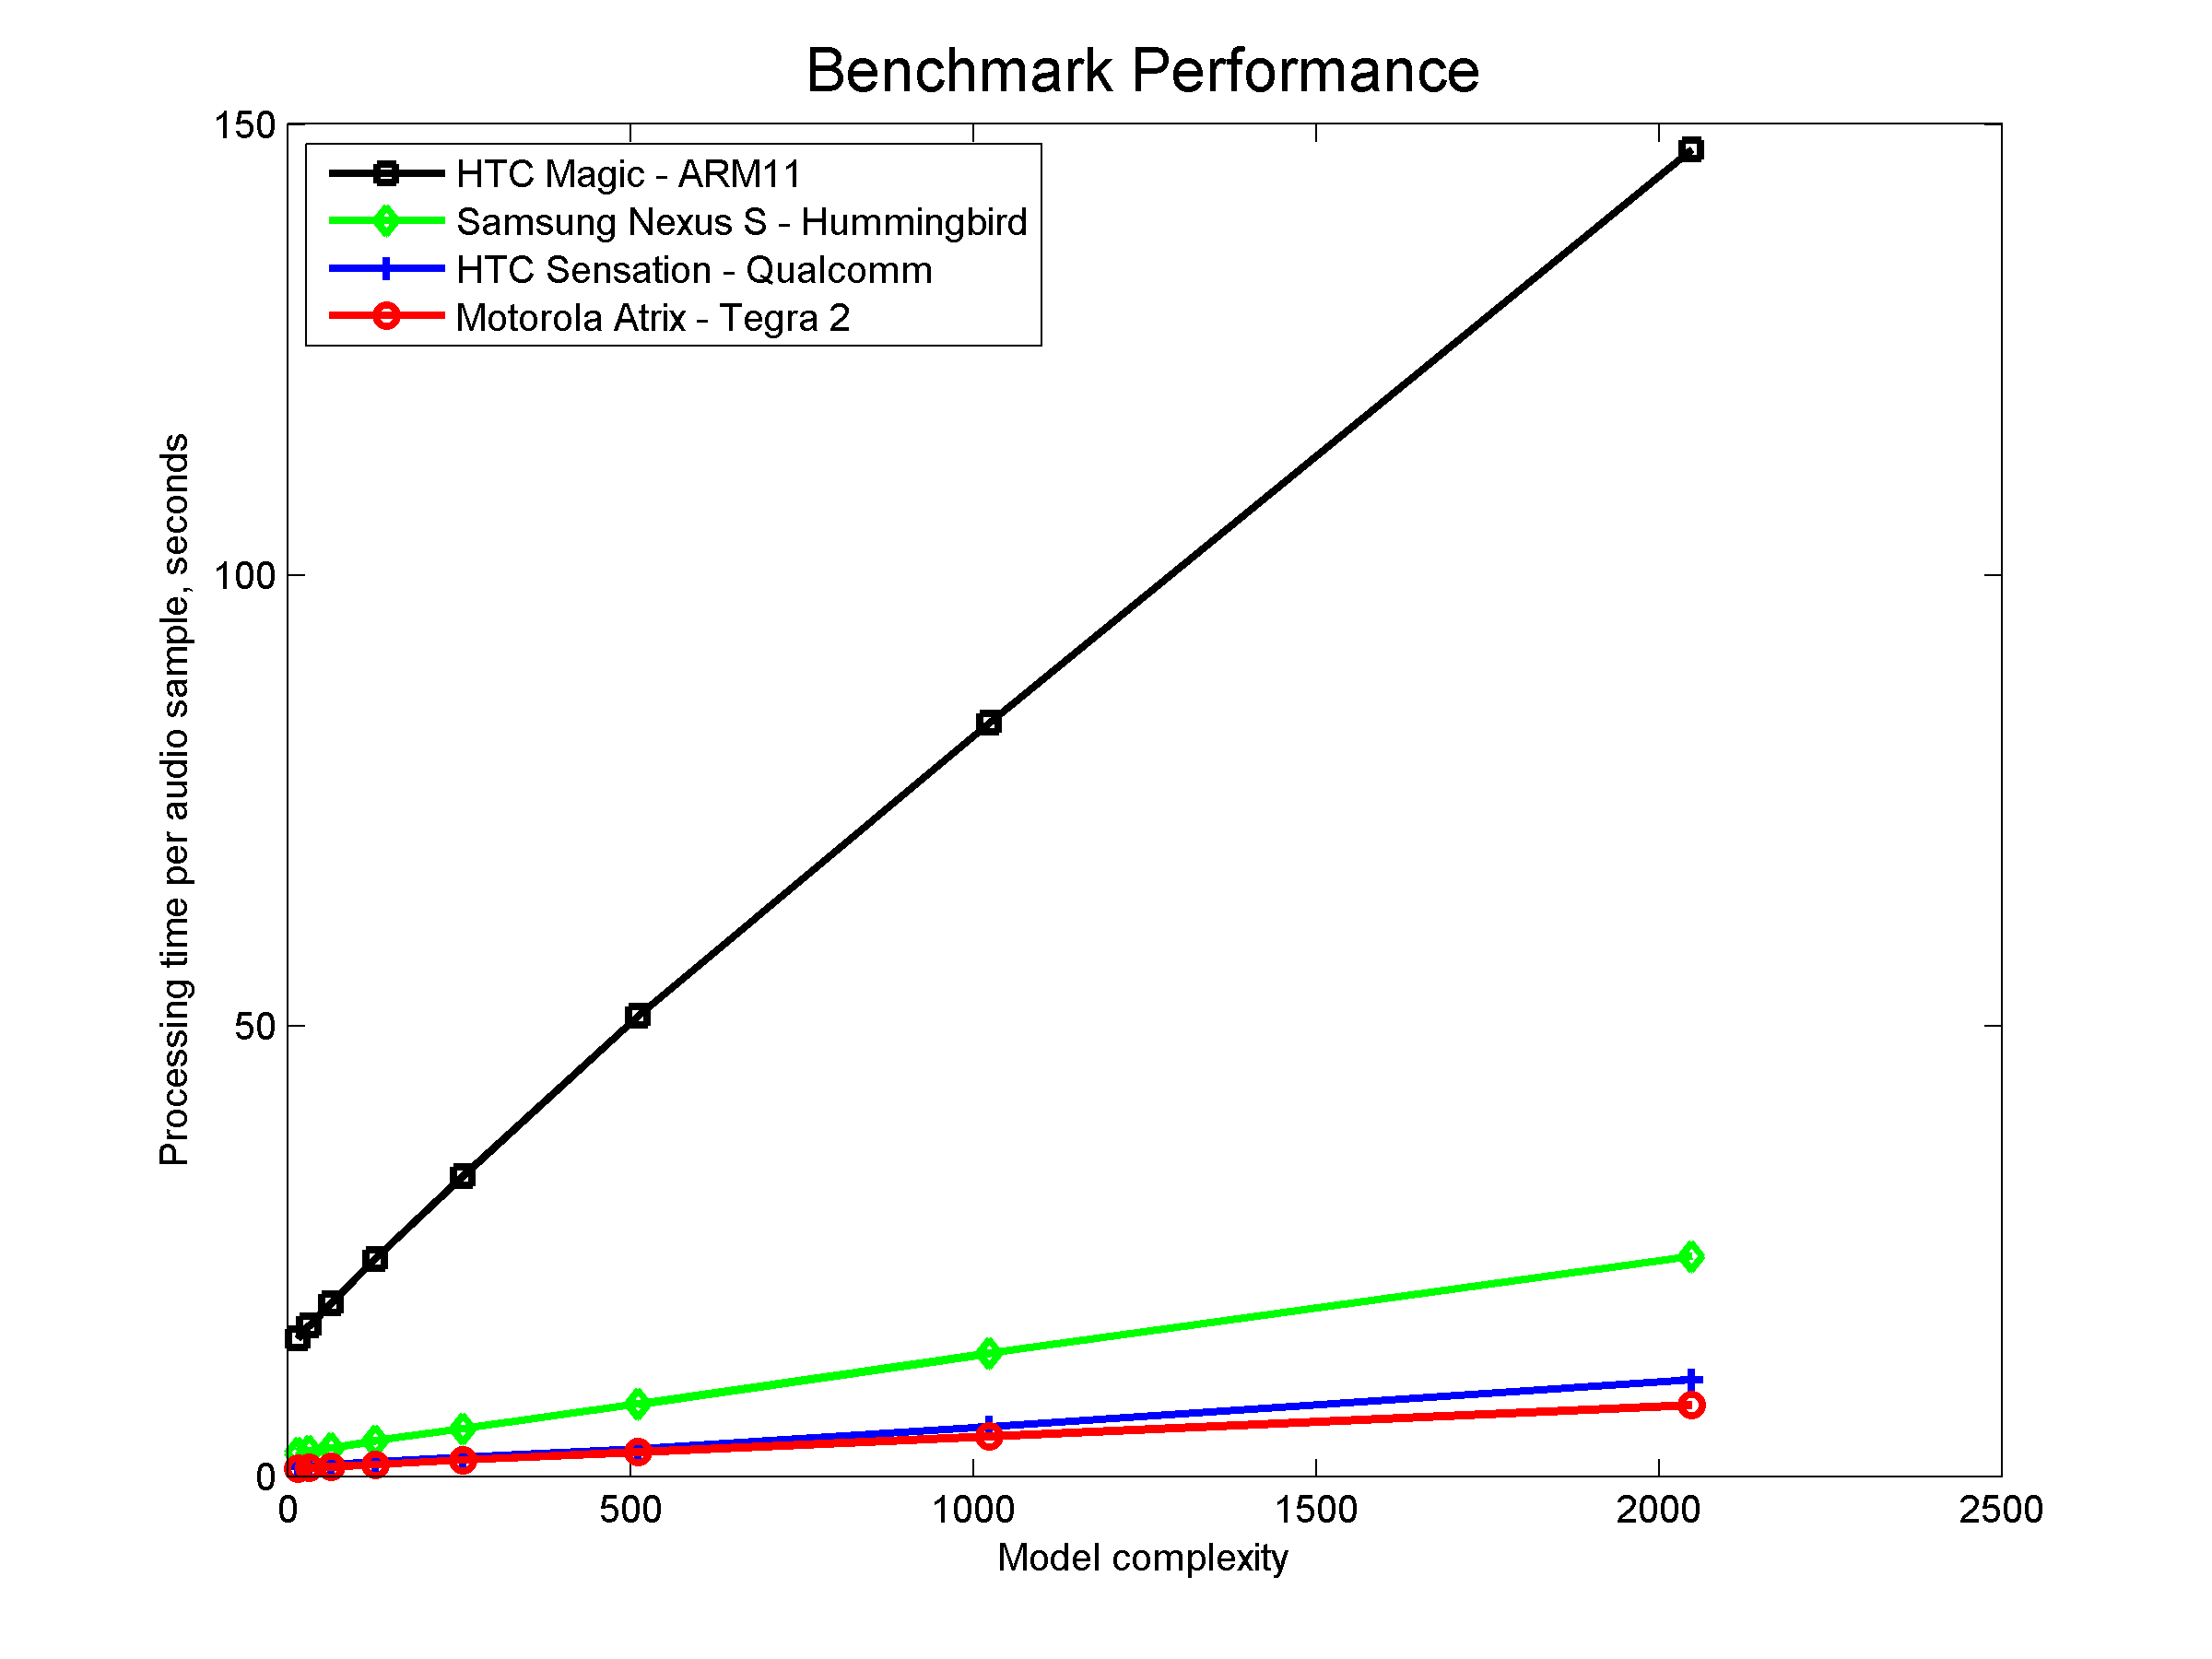 Benchmark Performance
150
HTC Magic - ARM11
Samsung Nexus S - Hummingbird
HTC Sensation - Qualcomm
Motorola Atrix - Tegra 2
100
50
0
Processing time per audio sample, seconds
0 500 1000 1500 2000 2500
Model complexity